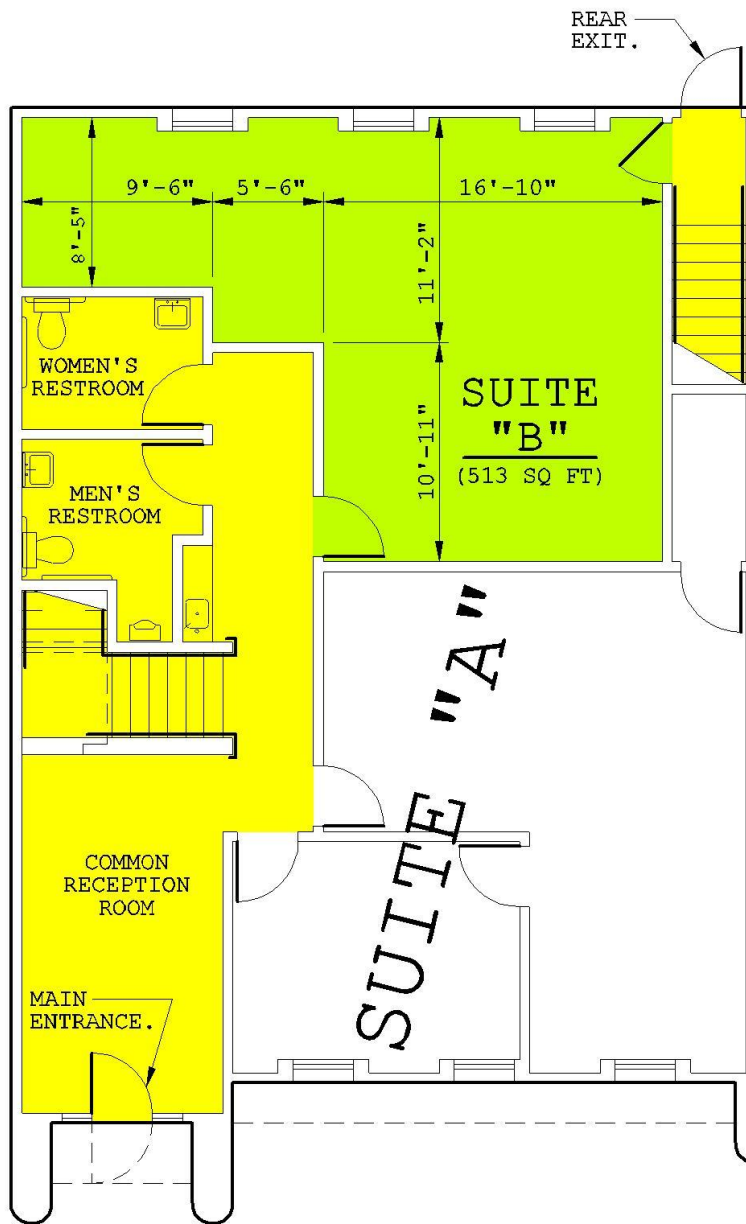 REAR
EXIT.
9'-6"
5'-6"
16'-10"
8'-5"
11'-2"
WOMEN'S
RESTROOM
SUITE
"B"
(513 SQ FT)
10'-11"
MEN'S
RESTROOM
SUITE "A"
COMMON
RECEPTION
ROOM
MAIN
ENTRANCE.